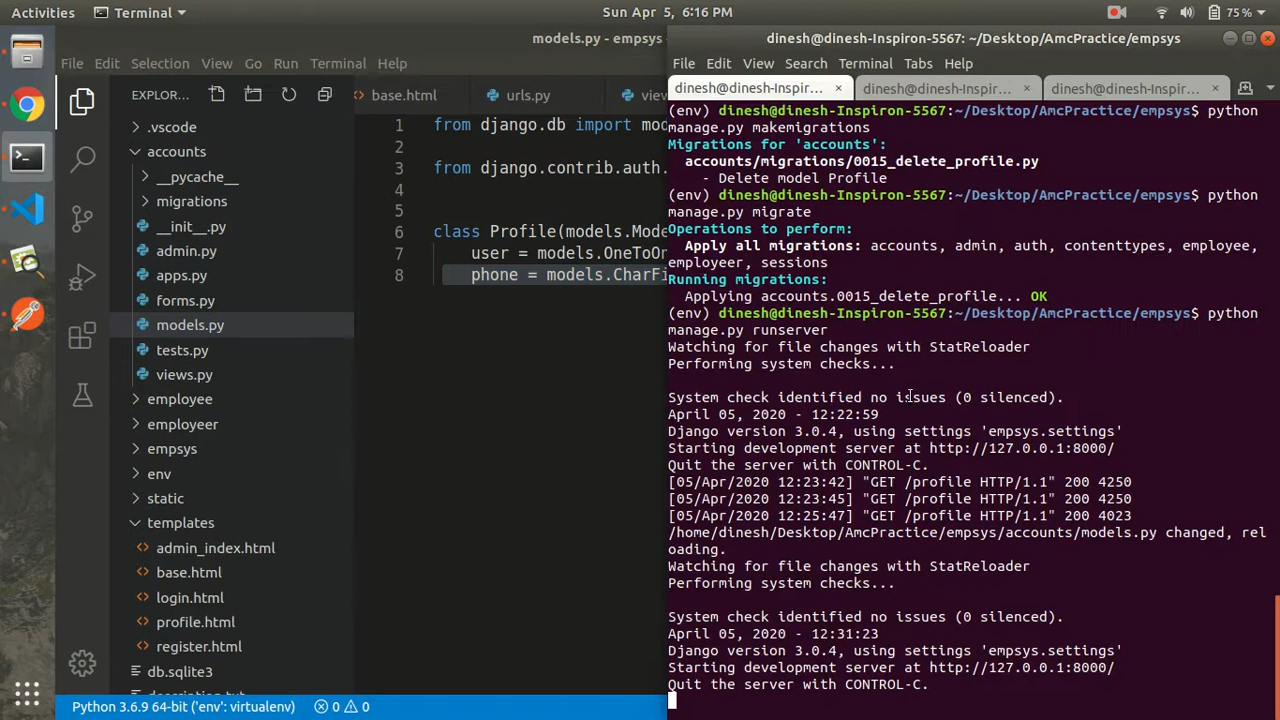 Activities Terminal Sun Apr 5, 6:16 PM 75%
models.py - empsys
dinesh@dinesh-Inspiron-5567: ~/Desktop/AmcPractice/empsys
File Edit Selection View Go Run Terminal Help
File Edit View Search Terminal Tabs Help
EXPLOR...
base.html urls.py
dinesh@dinesh-Inspir... × dinesh@dinesh-Inspir... × dinesh@dinesh-Inspir... ×
.vscode
accounts
__pycache__
migrations
__init__.py
admin.py
apps.py
forms.py
models.py
tests.py
views.py
employee
employeer
empsys
env
static
templates
admin_index.html
base.html
login.html
profile.html
register.html
db.sqlite3
1 from django.db import mod
2
3 from django.contrib.auth.
4
5
6 class Profile(models.Mode
7 user = models.OneToOn
8 phone = models.CharFi
(env) dinesh@dinesh-Inspiron-5567:~/Desktop/AmcPractice/empsys$ python
manage.py makemigrations
Migrations for 'accounts':
accounts/migrations/0015_delete_profile.py
- Delete model Profile
(env) dinesh@dinesh-Inspiron-5567:~/Desktop/AmcPractice/empsys$ python
manage.py migrate
Operations to perform:
Apply all migrations: accounts, admin, auth, contenttypes, employee,
employeer, sessions
Running migrations:
Applying accounts.0015_delete_profile... OK
(env) dinesh@dinesh-Inspiron-5567:~/Desktop/AmcPractice/empsys$ python
manage.py runserver
Watching for file changes with StatReloader
Performing system checks...
System check identified no issues (0 silenced).
April 05, 2020 - 12:22:59
Django version 3.0.4, using settings 'empsys.settings'
Starting development server at http://127.0.0.1:8000/
Quit the server with CONTROL-C.
[05/Apr/2020 12:23:42] "GET /profile HTTP/1.1" 200 4250
[05/Apr/2020 12:23:45] "GET /profile HTTP/1.1" 200 4250
[05/Apr/2020 12:25:47] "GET /profile HTTP/1.1" 200 4023
/home/dinesh/Desktop/AmcPractice/empsys/accounts/models.py changed, rel
oading.
Watching for file changes with StatReloader
Performing system checks...
System check identified no issues (0 silenced).
April 05, 2020 - 12:31:23
Django version 3.0.4, using settings 'empsys.settings'
Starting development server at http://127.0.0.1:8000/
Quit the server with CONTROL-C.
Python 3.6.9 64-bit ('env': virtualenv) 0 0